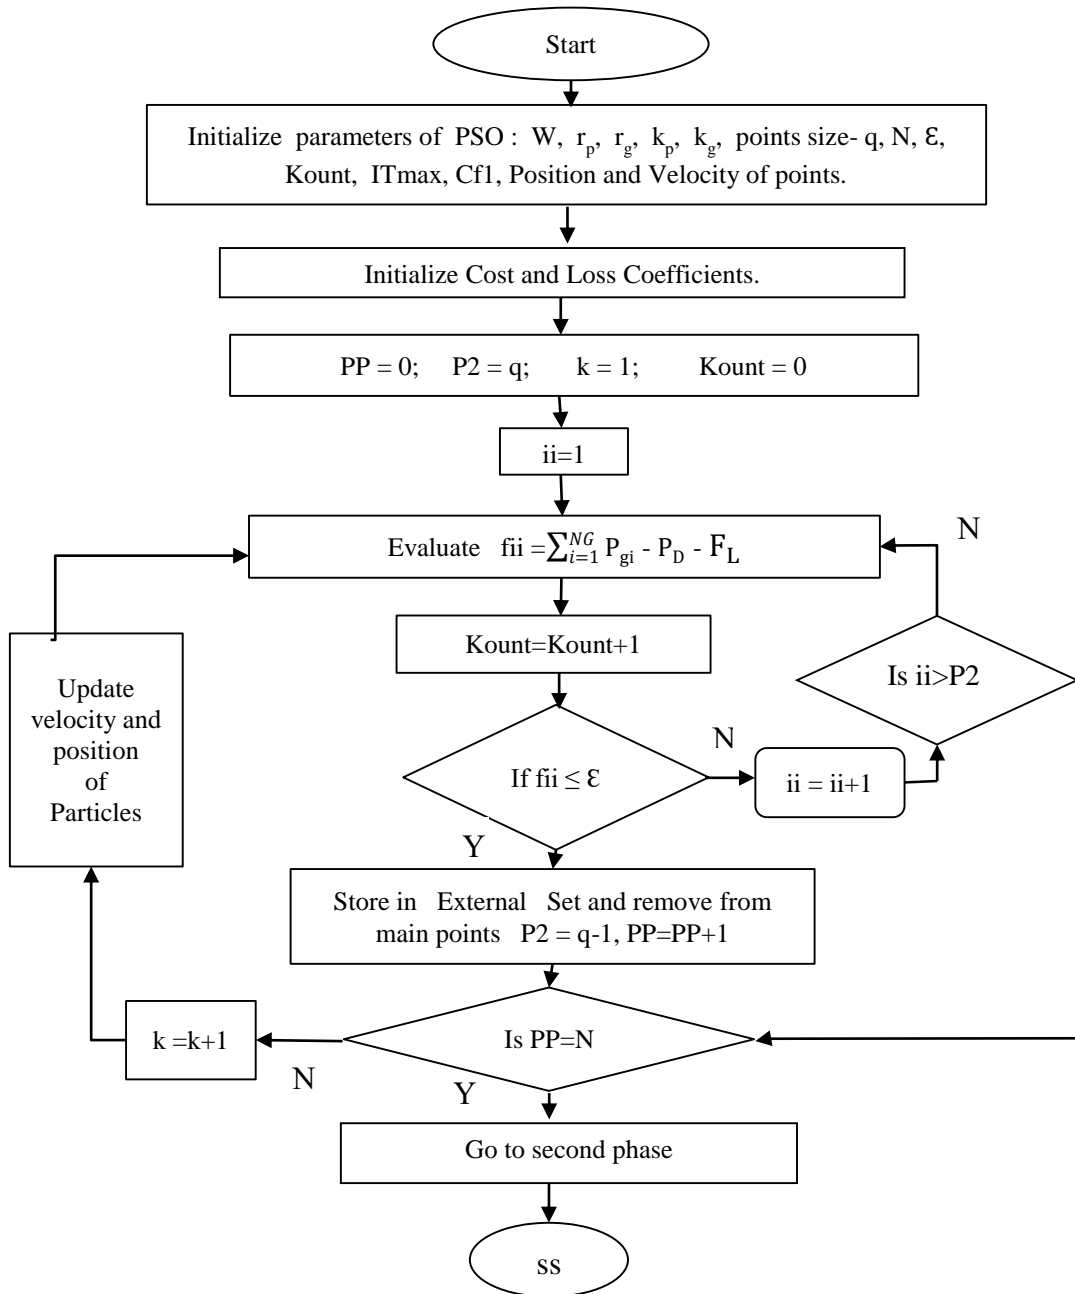 Start
Initialize parameters of PSO : W, r_p, r_g, k_p, k_g, points size- q, N, Ɛ,
Kount, ITmax, Cf1, Position and Velocity of points.
Initialize Cost and Loss Coefficients.
PP = 0; P2 = q; k = 1; Kount = 0
ii=1
Evaluate fii =∑_{i=1}^{NG} P_gi - P_D - F_L
N
Kount=Kount+1
Is ii>P2
Update
velocity and
position
of
Particles
N
If fii ≤ Ɛ
ii = ii+1
Y
Store in External Set and remove from
main points P2 = q-1, PP=PP+1
k =k+1
Is PP=N
N
Y
Go to second phase
ss